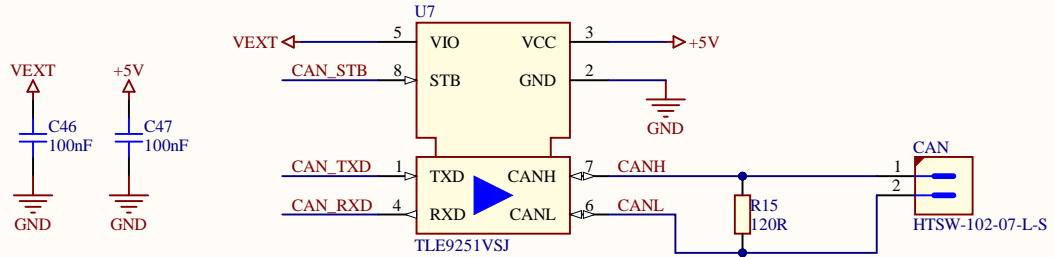 U7
VEXT 5 VIO VCC 3 +5V
CAN_STB 8 STB GND 2
VEXT +5V
C46 100nF
C47 100nF
GND
GND
GND
CAN
CAN_TXD 1 TXD CANH 7 CANH 1
2
CAN_RXD 4 RXD CANL 6 CANL
R15
120R
TLE9251VSJ
HTSW-102-07-L-S